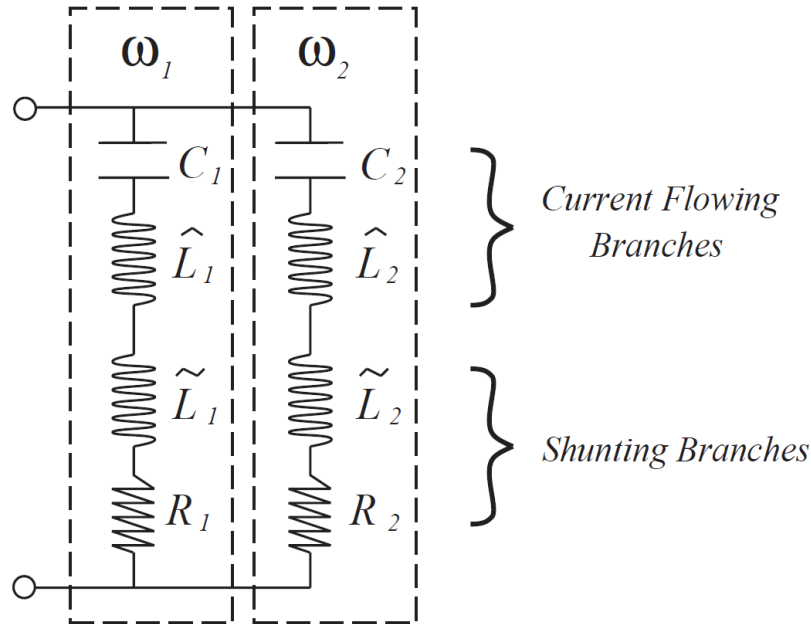 ω₁ ω₂
C₁ C₂
L̂₁ L̂₂
L̃₁ L̃₂
R₁ R₂
Current Flowing
Branches
Shunting Branches